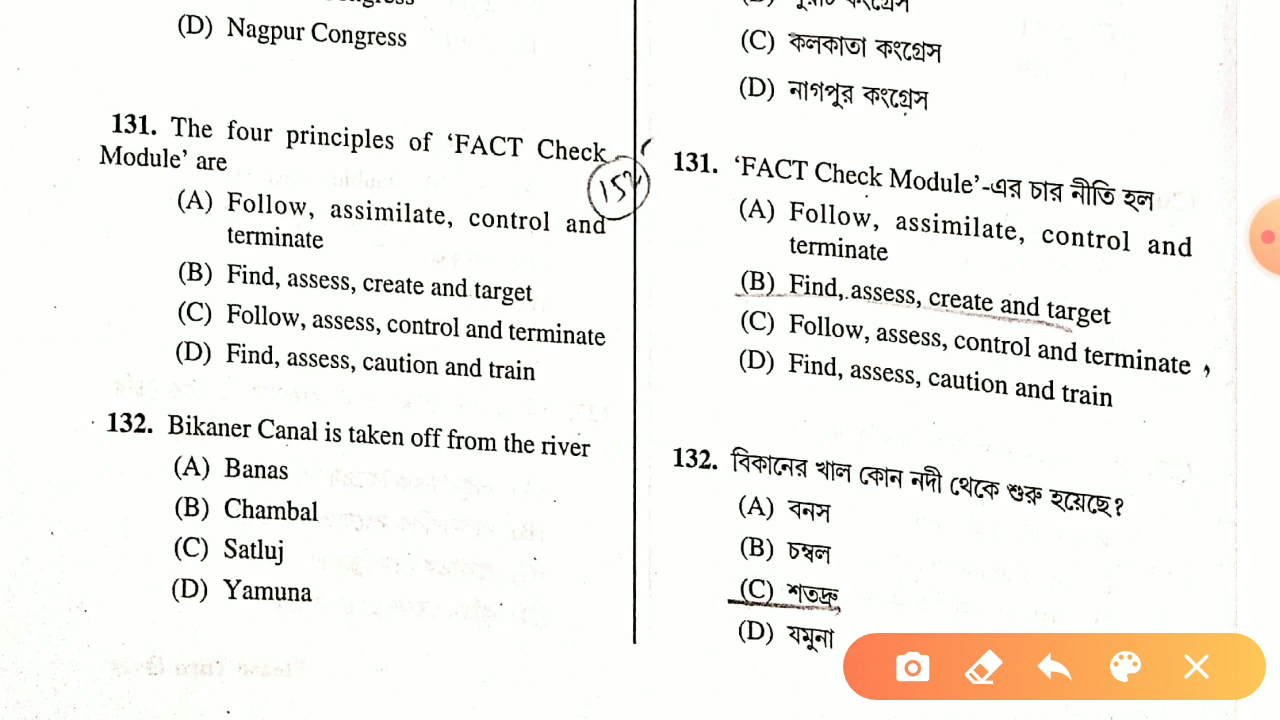 (D) Nagpur Congress
131. The four principles of ‘FACT Check
Module’ are
(A) Follow, assimilate, control and
terminate
(B) Find, assess, create and target
(C) Follow, assess, control and terminate
(D) Find, assess, caution and train
132. Bikaner Canal is taken off from the river
(A) Banas
(B) Chambal
(C) Satluj
(D) Yamuna
(C) কলকাতা কংগ্রেস
(D) নাগপুর কংগ্রেস
131. ‘FACT Check Module’-এর চার নীতি হল
(A) Follow, assimilate, control and
terminate
(B) Find, assess, create and target
(C) Follow, assess, control and terminate
(D) Find, assess, caution and train
132. বিকানের খাল কোন নদী থেকে শুরু হয়েছে?
(A) বনস
(B) চম্বল
(C) শতদ্রু
(D) যমুনা